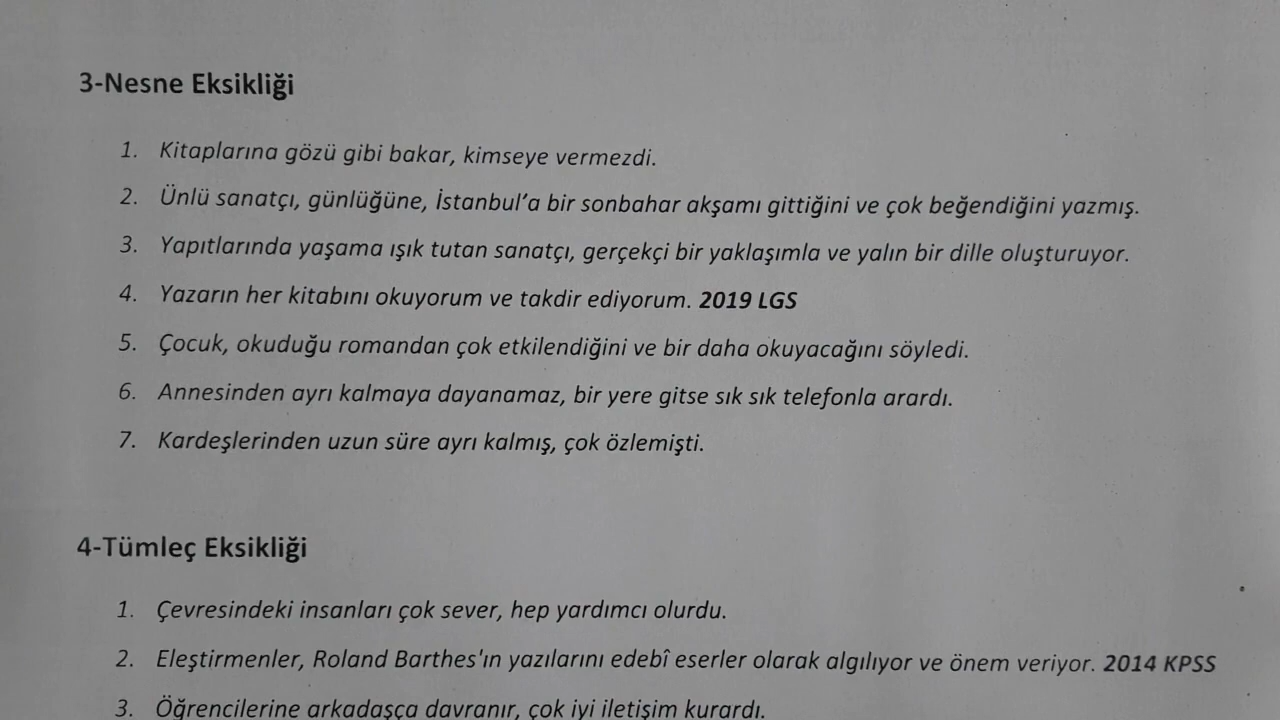 3-Nesne Eksikliği
1. Kitaplarına gözü gibi bakar, kimseye vermezdi.
2. Ünlü sanatçı, günlüğüne, İstanbul’a bir sonbahar akşamı gittiğini ve çok beğendiğini yazmış.
3. Yapıtlarında yaşama ışık tutan sanatçı, gerçekçi bir yaklaşımla ve yalın bir dille oluşturuyor.
4. Yazarın her kitabını okuyorum ve takdir ediyorum. 2019 LGS
5. Çocuk, okuduğu romandan çok etkilendiğini ve bir daha okuyacağını söyledi.
6. Annesinden ayrı kalmaya dayanamaz, bir yere gitse sık sık telefonla arardı.
7. Kardeşlerinden uzun süre ayrı kalmış, çok özlemişti.
4-Tümleç Eksikliği
1. Çevresindeki insanları çok sever, hep yardımcı olurdu.
2. Eleştirmenler, Roland Barthes'ın yazılarını edebî eserler olarak algılıyor ve önem veriyor. 2014 KPSS
3. Öğrencilerine arkadaşça davranır, çok iyi iletişim kurardı.